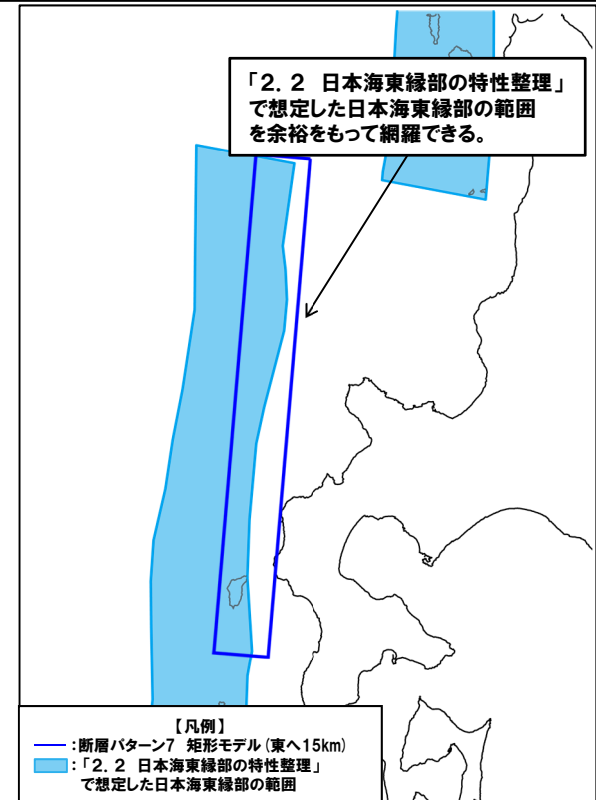 「2.2 日本海東縁部の特性整理」
で想定した日本海東縁部の範囲
を余裕をもって網羅できる。
【凡例】
:断層パターン7 矩形モデル(東へ15km)
:「2.2 日本海東縁部の特性整理」
で想定した日本海東縁部の範囲